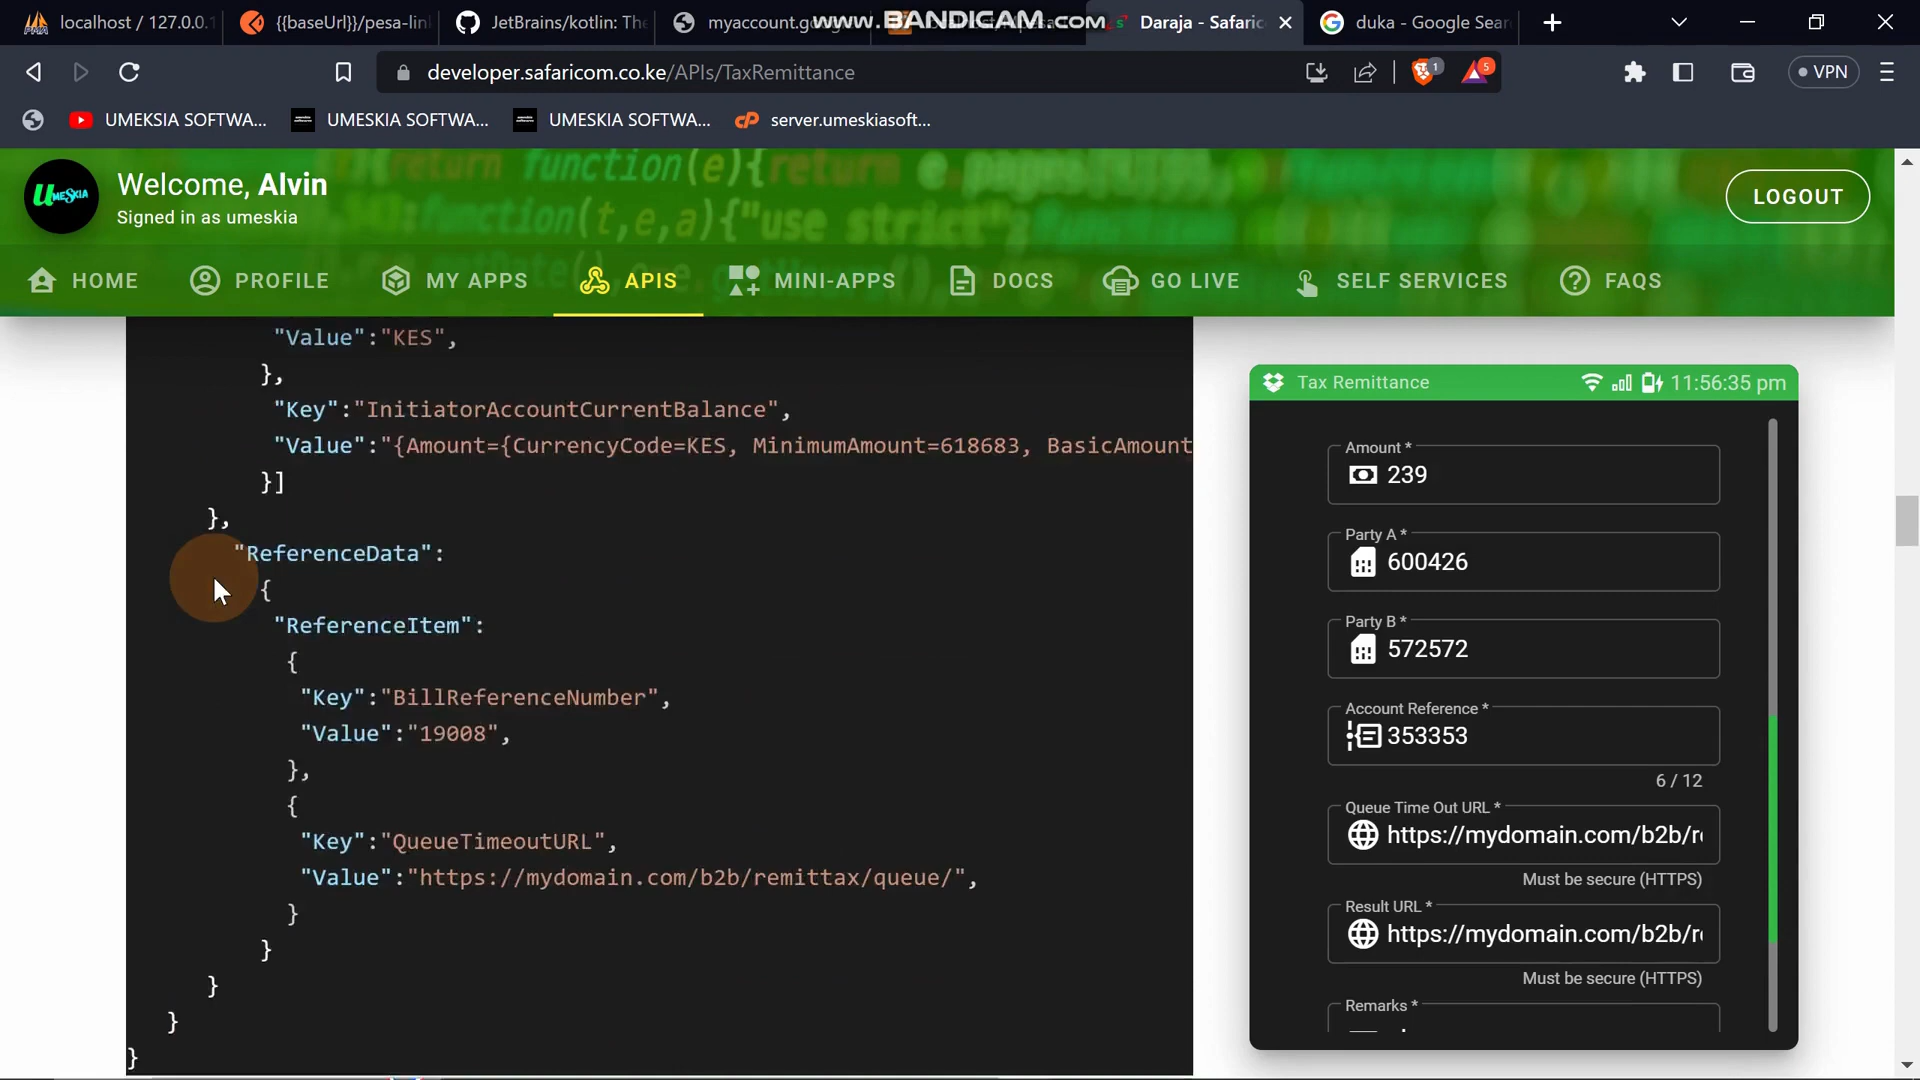 localhost / 127.0.0.1
{{baseUrl}}/pesa-lin
JetBrains/kotlin: The
myaccount.go
www.BANDICAM.com
Daraja - Safaric
duka - Google Sear
developer.safaricom.co.ke/APIs/TaxRemittance
1
5
VPN
UMEKSIA SOFTWA...
UMESKIA SOFTWA...
UMESKIA SOFTWA...
server.umeskiasoft...
UMESKIA
Welcome, Alvin
Signed in as umeskia
LOGOUT
HOME
PROFILE
MY APPS
APIS
MINI-APPS
DOCS
GO LIVE
SELF SERVICES
FAQS
"Value":"KES",
},
"Key":"InitiatorAccountCurrentBalance",
"Value":"{Amount={CurrencyCode=KES, MinimumAmount=618683, BasicAmount
}]
},
"ReferenceData":
{
"ReferenceItem":
{
"Key":"BillReferenceNumber",
"Value":"19008",
},
{
"Key":"QueueTimeoutURL",
"Value":"https://mydomain.com/b2b/remittax/queue/",
}
}
}
}
}
Tax Remittance
11:56:35 pm
Amount *
239
Party A *
600426
Party B *
572572
Account Reference *
353353
6 / 12
Queue Time Out URL *
https://mydomain.com/b2b/r
Must be secure (HTTPS)
Result URL *
https://mydomain.com/b2b/r
Must be secure (HTTPS)
Remarks *